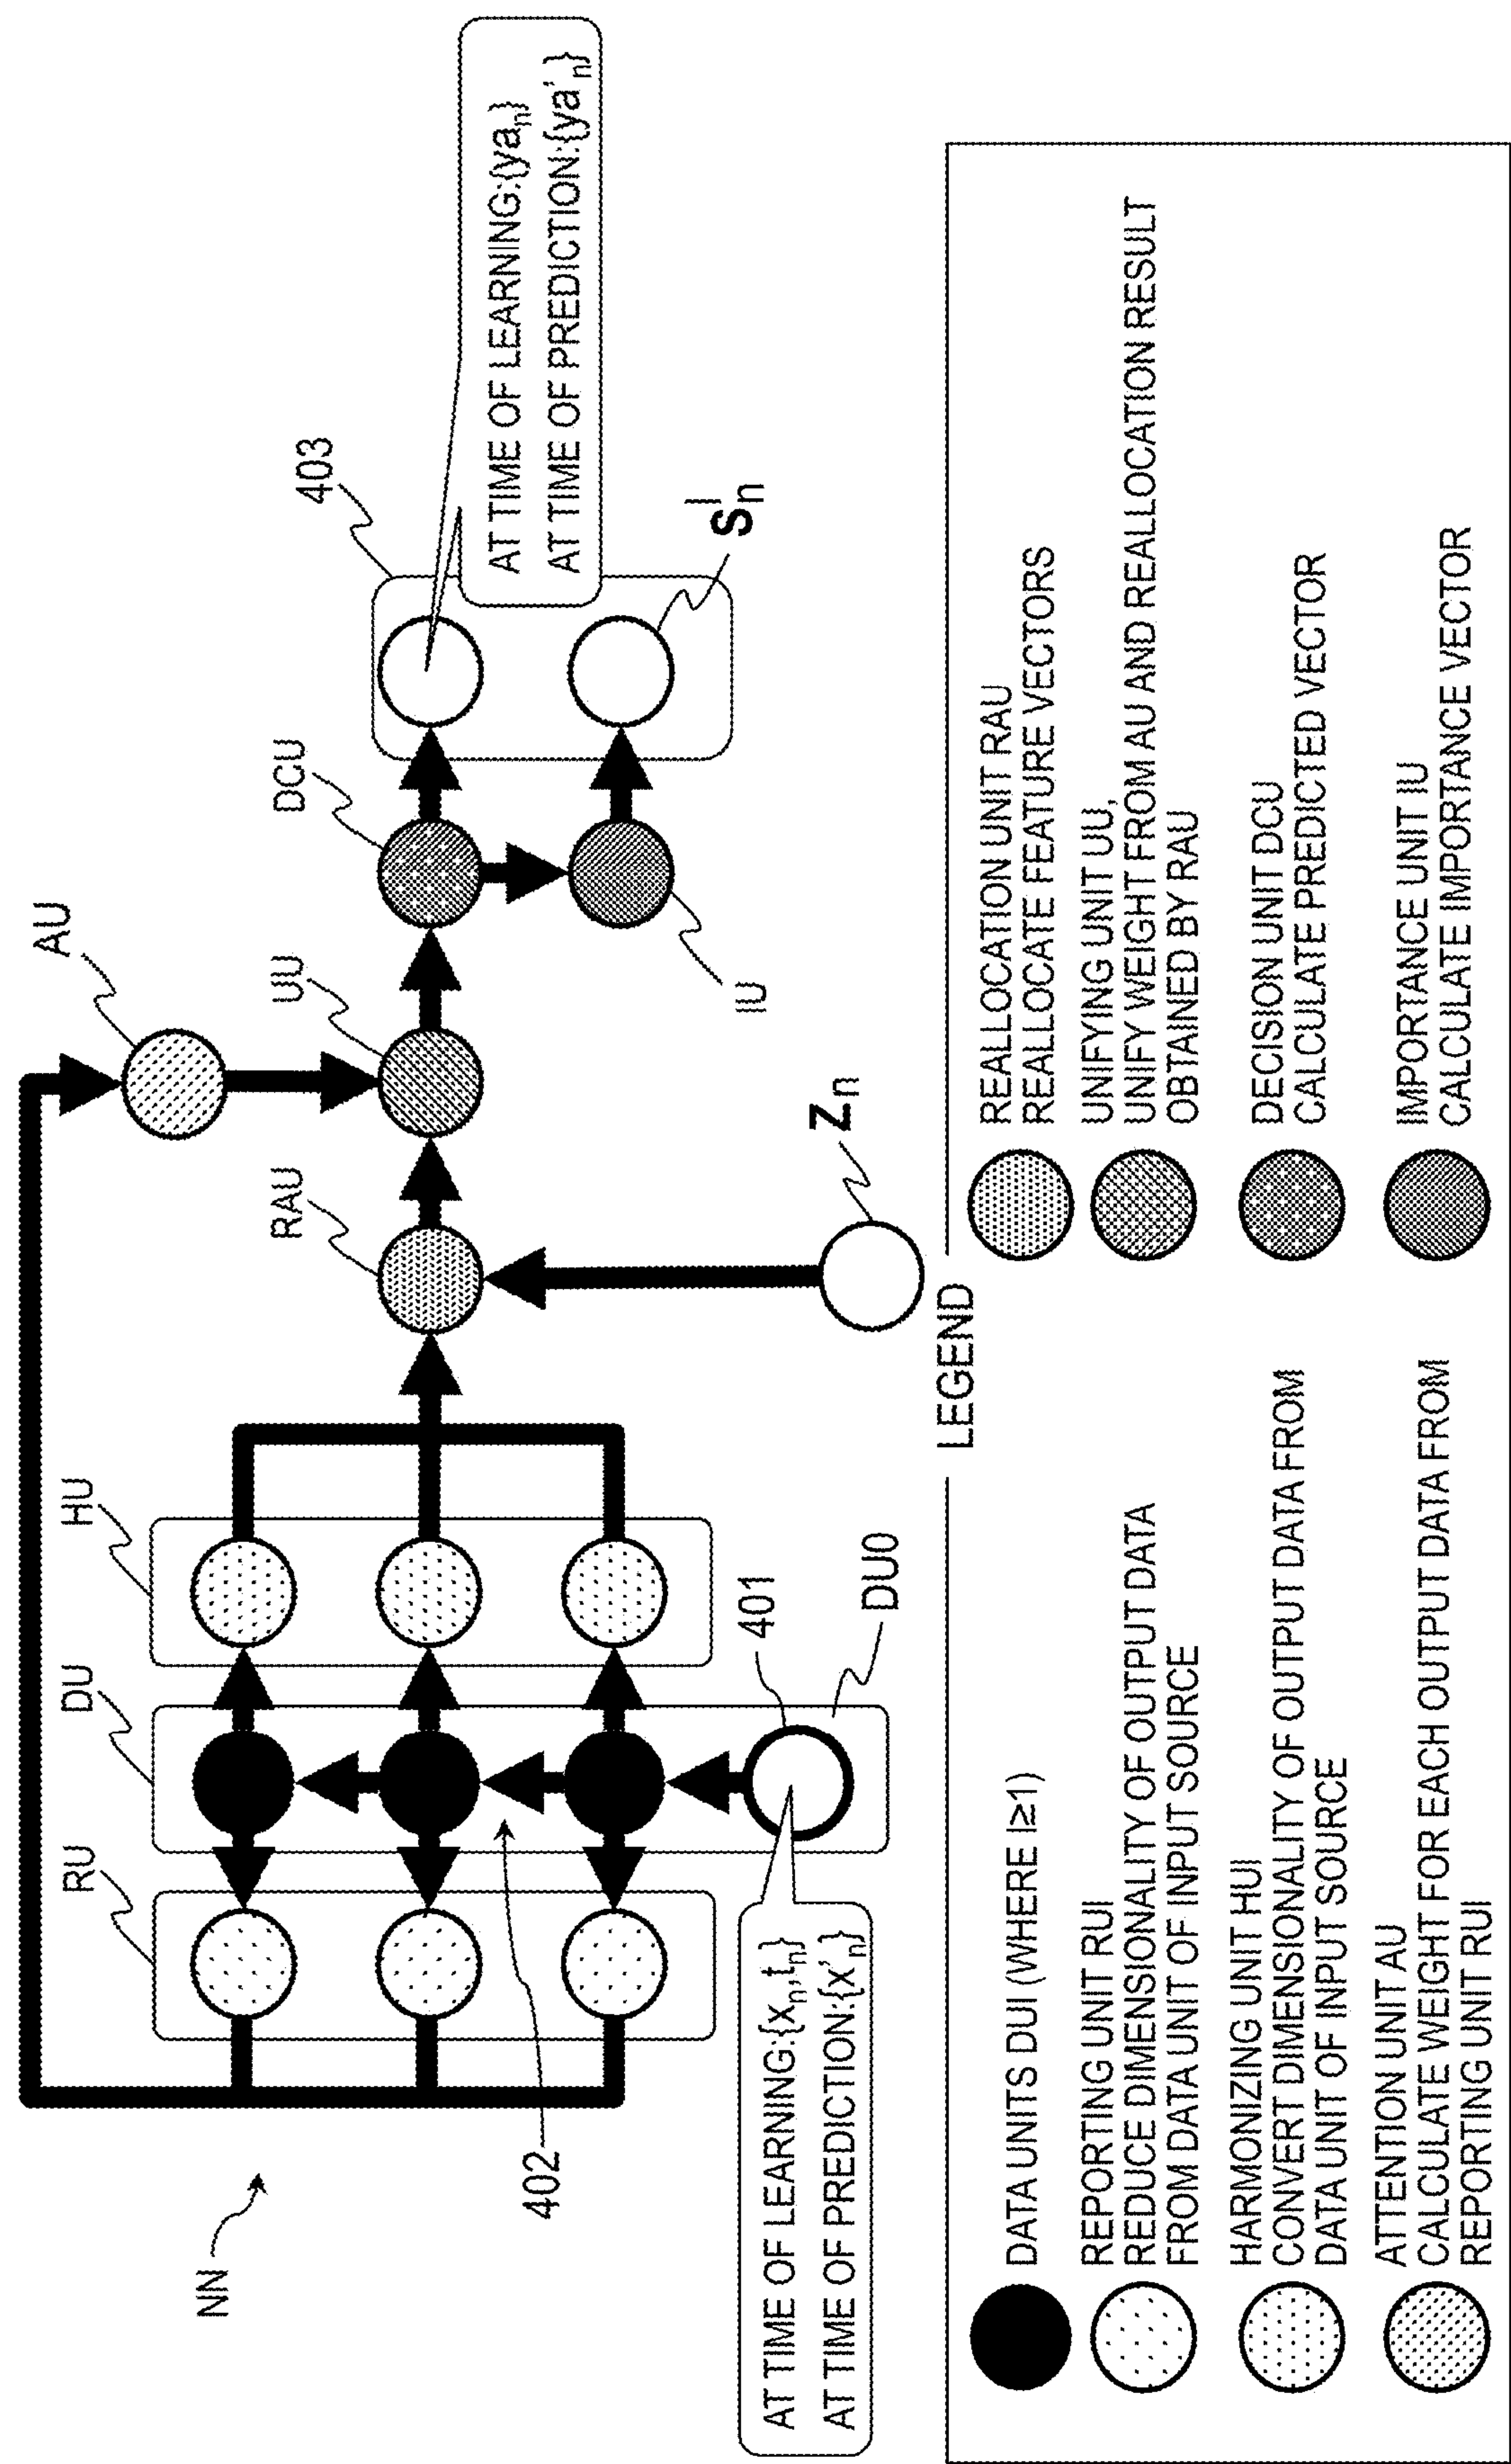 NN
RU
DU
HU
AU
RAU
UU
DCU
403
IU
402
401
DU0
Zn
s^l_n
AT TIME OF LEARNING:{xn,tn}
AT TIME OF PREDICTION:{x'n}
AT TIME OF LEARNING:{yan}
AT TIME OF PREDICTION:{ya'n}
LEGEND
DATA UNITS DUl (WHERE l≥1)
REPORTING UNIT RUl
REDUCE DIMENSIONALITY OF OUTPUT DATA
FROM DATA UNIT OF INPUT SOURCE
HARMONIZING UNIT HUl
CONVERT DIMENSIONALITY OF OUTPUT DATA FROM
DATA UNIT OF INPUT SOURCE
ATTENTION UNIT AU
CALCULATE WEIGHT FOR EACH OUTPUT DATA FROM
REPORTING UNIT RUl
REALLOCATION UNIT RAU
REALLOCATE FEATURE VECTORS
UNIFYING UNIT UU,
UNIFY WEIGHT FROM AU AND REALLOCATION RESULT
OBTAINED BY RAU
DECISION UNIT DCU
CALCULATE PREDICTED VECTOR
IMPORTANCE UNIT IU
CALCULATE IMPORTANCE VECTOR